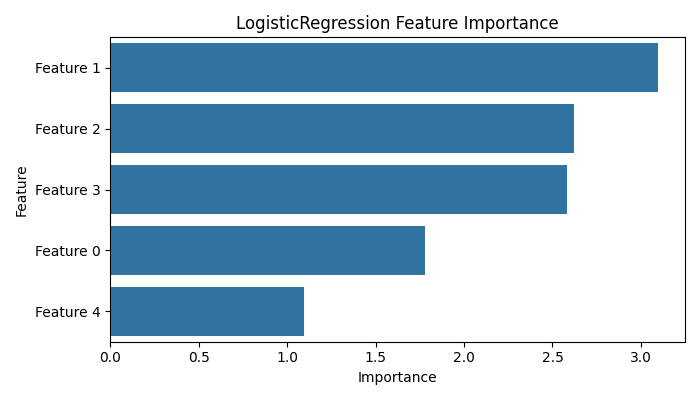 LogisticRegression Feature Importance
Feature 1
Feature 2
Feature 3
Feature 0
Feature 4
Feature
0.0 0.5 1.0 1.5 2.0 2.5 3.0
Importance